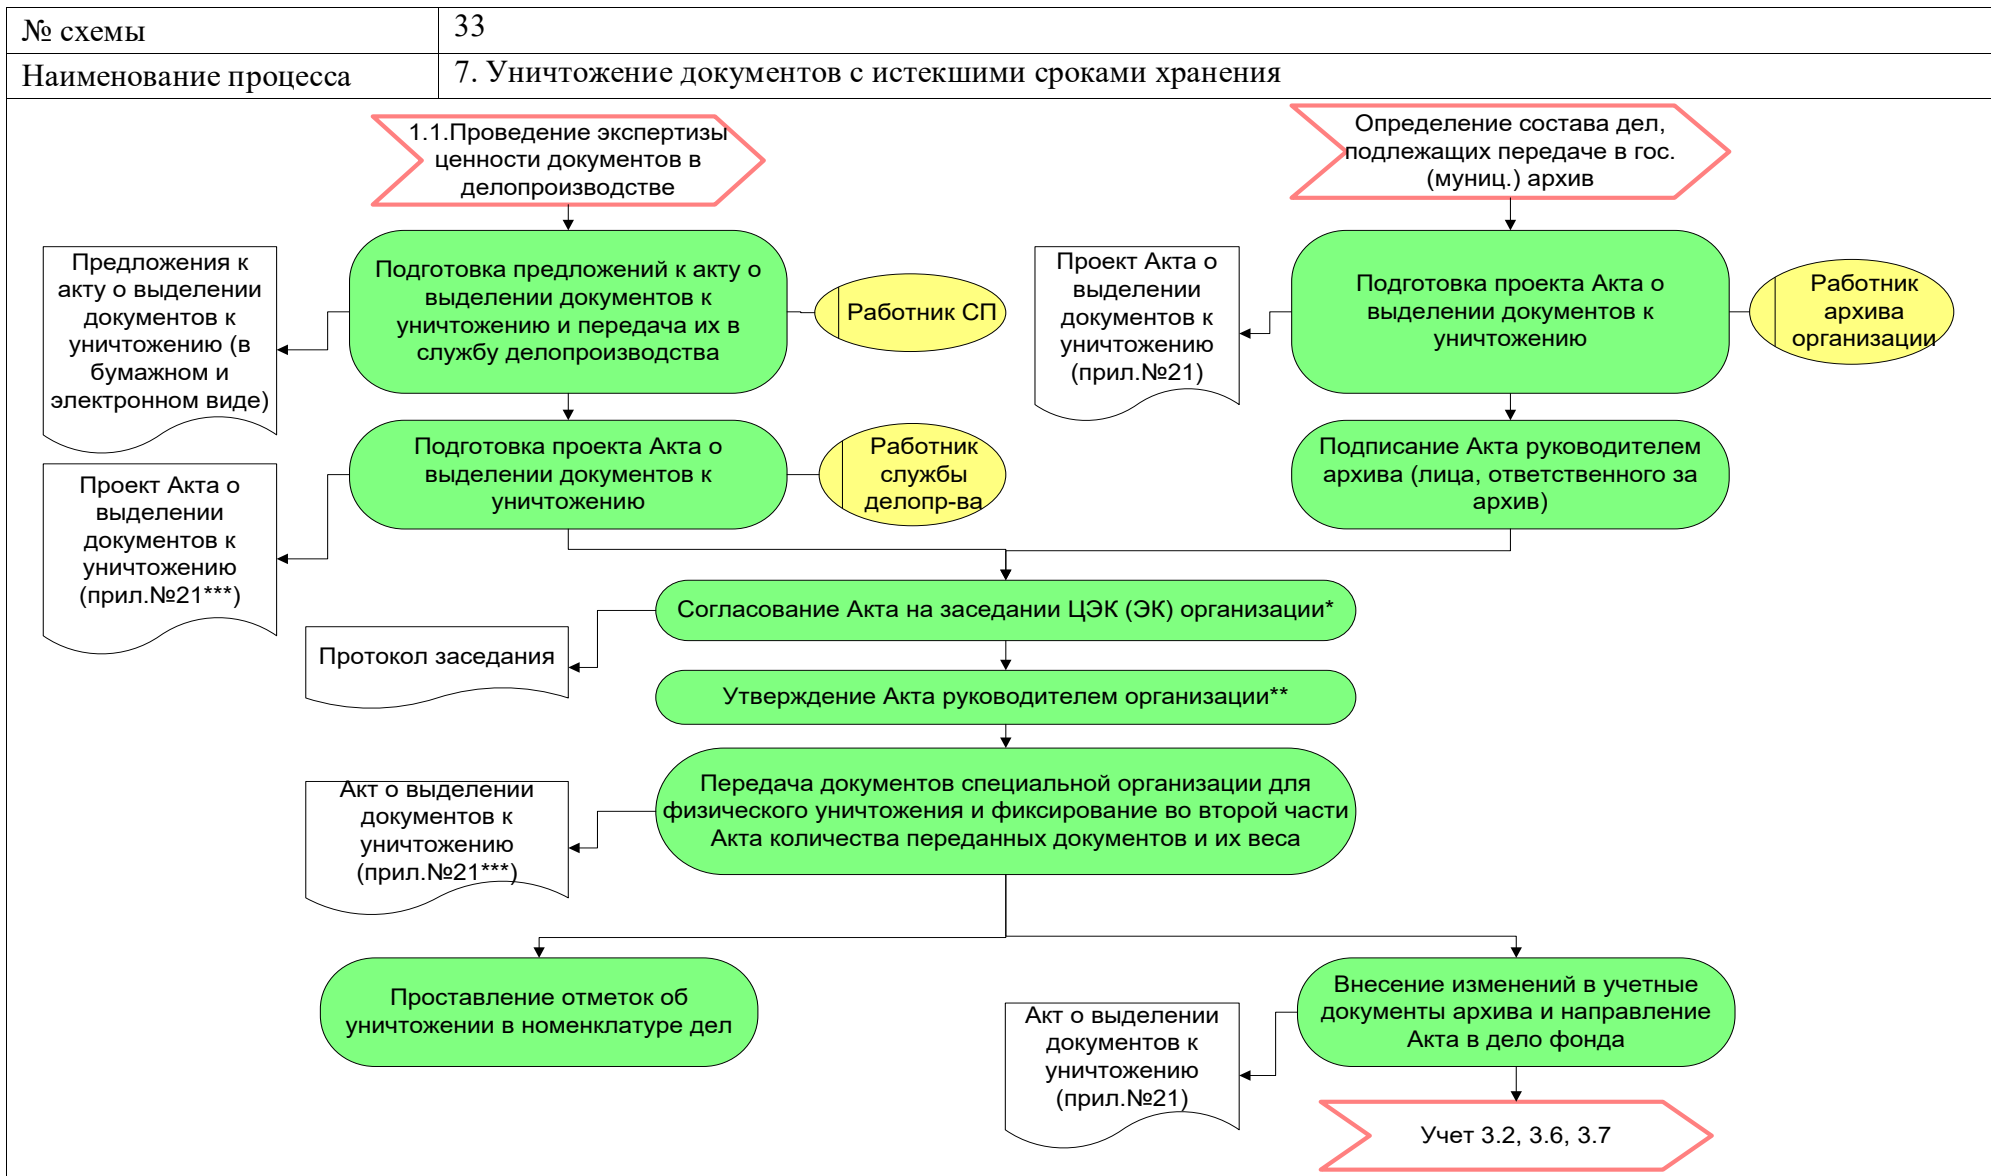 № схемы
33
Наименование процесса
7. Уничтожение документов с истекшими сроками хранения
1.1.Проведение экспертизы
ценности документов в
делопроизводстве
Определение состава дел,
подлежащих передаче в гос.
(муниц.) архив
Предложения к
акту о выделении
документов к
уничтожению (в
бумажном и
электронном виде)
Подготовка предложений к акту о
выделении документов к
уничтожению и передача их в
службу делопроизводства
Работник СП
Проект Акта о
выделении
документов к
уничтожению
(прил.№21)
Подготовка проекта Акта о
выделении документов к
уничтожению
Работник
архива
организации
Проект Акта о
выделении
документов к
уничтожению
(прил.№21***)
Подготовка проекта Акта о
выделении документов к
уничтожению
Работник
службы
делопр-ва
Подписание Акта руководителем
архива (лица, ответственного за
архив)
Согласование Акта на заседании ЦЭК (ЭК) организации*
Протокол заседания
Утверждение Акта руководителем организации**
Акт о выделении
документов к
уничтожению
(прил.№21***)
Передача документов специальной организации для
физического уничтожения и фиксирование во второй части
Акта количества переданных документов и их веса
Проставление отметок об
уничтожении в номенклатуре дел
Акт о выделении
документов к
уничтожению
(прил.№21)
Внесение изменений в учетные
документы архива и направление
Акта в дело фонда
Учет 3.2, 3.6, 3.7